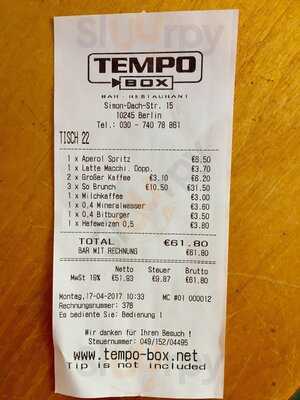 TEMPO
BOX
BAR · RESTAURANT
Simon-Dach-Str. 15
10245 Berlin
Tel.: 030 - 740 78 881
TISCH 22
1 x Aperol Spritz €6.50
1 x Latte Macchi. Dopp. €3.70
2 x Großer Kaffee €3.10 €6.20
3 x So Brunch €10.50 €31.50
1 x Milchkaffee €3.00
1 x 0,4 Mineralwasser €3.60
1 x 0,4 Bitburger €3.50
1 x Hefeweizen 0,5 €3.80
TOTAL €61.80
BAR MIT RECHNUNG €61.80
Netto Steuer Brutto
MwSt 19% €51.93 €9.87 €61.80
Montag,17-04-2017 10:33 MC #01 000012
Rechnungsnummer: 378
Es bediente Sie: Bedienung 1
Wir danken für Ihren Besuch !
Steuernummer: 049/152/04495
www.tempo-box.net
Tip is not included